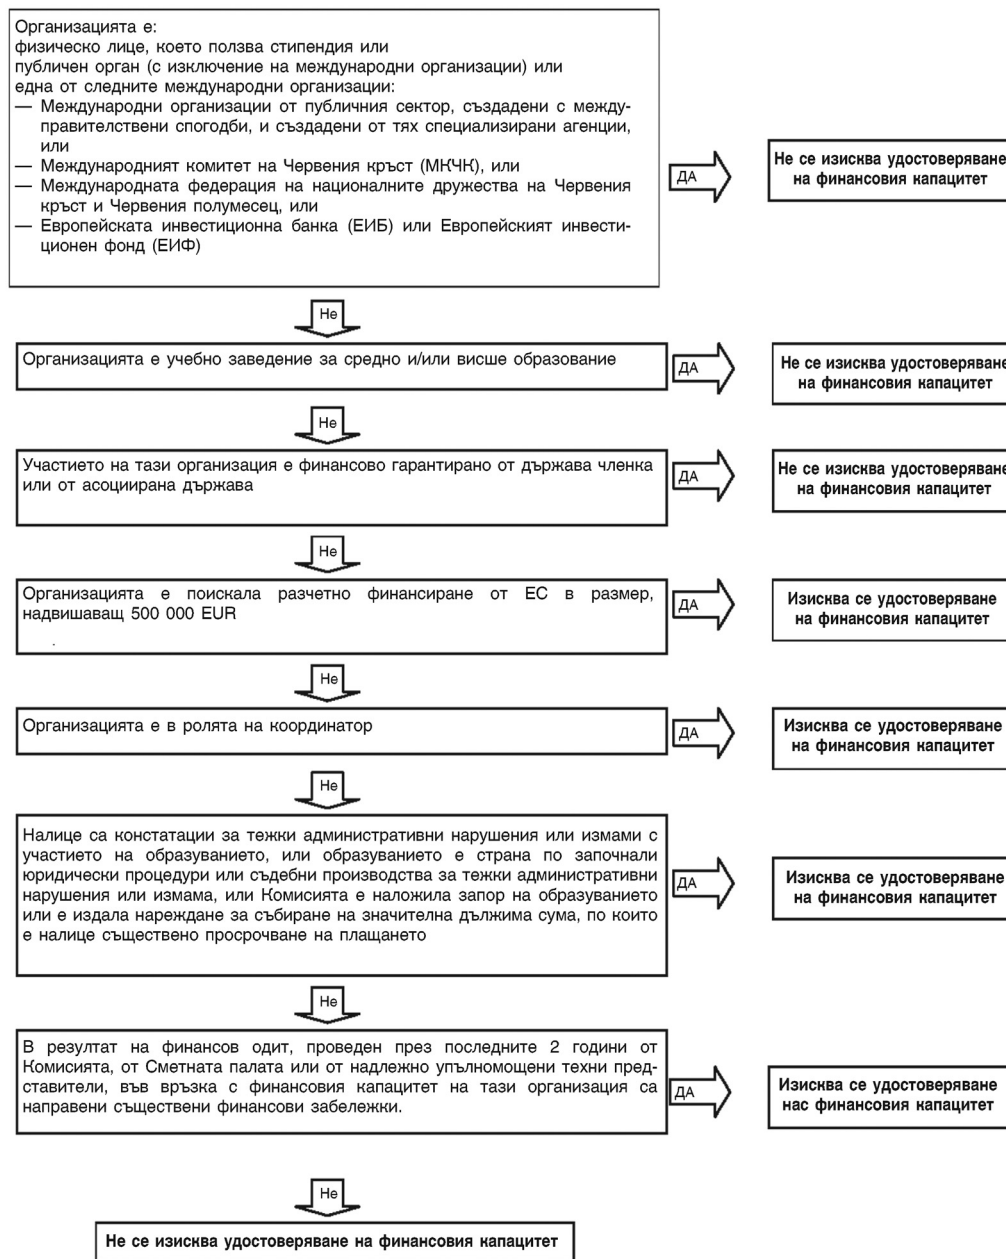 Организацията е:
физическо лице, което ползва стипендия или
публичен орган (с изключение на международни организации) или
една от следните международни организации:
— Международни организации от публичния сектор, създадени с между-
правителствени спогодби, и създадени от тях специализирани агенции,
или
— Международният комитет на Червения кръст (МКЧК), или
— Международната федерация на националните дружества на Червения
кръст и Червения полумесец, или
— Европейската инвестиционна банка (ЕИБ) или Европейският инвести-
ционен фонд (ЕИФ)
ДА
Не се изисква удостоверяване
на финансовия капацитет
Не
Организацията е учебно заведение за средно и/или висше образование
ДА
Не се изисква удостоверяване
на финансовия капацитет
Не
Участието на тази организация е финансово гарантирано от държава членка
или от асоциирана държава
ДА
Не се изисква удостоверяване
на финансовия капацитет
Не
Организацията е поискала разчетно финансиране от ЕС в размер,
надвишаващ 500 000 EUR
ДА
Изисква се удостоверяване
на финансовия капацитет
Не
Организацията е в ролята на координатор
ДА
Изисква се удостоверяване
на финансовия капацитет
Не
Налице са констатации за тежки административни нарушения или измами с
участието на образуванието, или образуванието е страна по започнали
юридически процедури или съдебни производства за тежки административни
нарушения или измама, или Комисията е наложила запор на образуванието
или е издала нареждане за събиране на значителна дължима сума, по които
е налице съществено просрочване на плащането
ДА
Изисква се удостоверяване
на финансовия капацитет
Не
В резултат на финансов одит, проведен през последните 2 години от
Комисията, от Сметната палата или от надлежно упълномощени техни пред-
ставители, във връзка с финансовия капацитет на тази организация са
направени съществени финансови забележки.
ДА
Изисква се удостоверяване
нас финансовия капацитет
Не
Не се изисква удостоверяване на финансовия капацитет